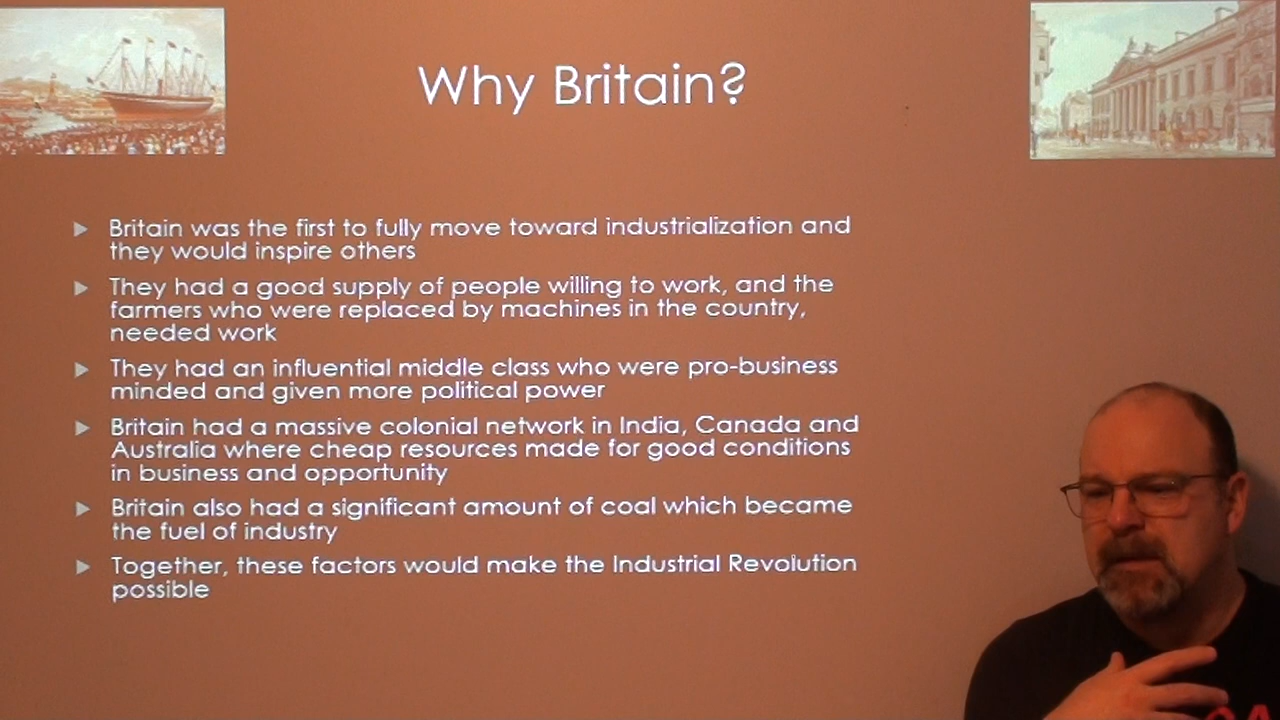 Why Britain?
Britain was the first to fully move toward industrialization and
they would inspire others
They had a good supply of people willing to work, and the
farmers who were replaced by machines in the country,
needed work
They had an influential middle class who were pro-business
minded and given more political power
Britain had a massive colonial network in India, Canada and
Australia where cheap resources made for good conditions
in business and opportunity
Britain also had a significant amount of coal which became
the fuel of industry
Together, these factors would make the Industrial Revolution
possible